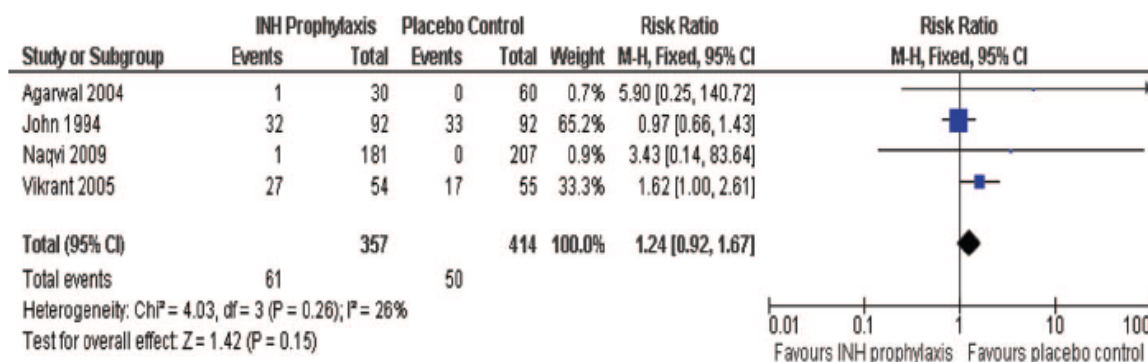 INH Prophylaxis Placebo Control Risk Ratio Risk Ratio
Study or Subgroup Events Total Events Total Weight M-H, Fixed, 95% CI M-H, Fixed, 95% CI
Agarwal 2004 1 30 0 60 0.7% 5.90 [0.25, 140.72]
John 1994 32 92 33 92 65.2% 0.97 [0.66, 1.43]
Naqvi 2009 1 181 0 207 0.9% 3.43 [0.14, 83.64]
Vikrant 2005 27 54 17 55 33.3% 1.62 [1.00, 2.61]
Total (95% CI) 357 414 100.0% 1.24 [0.92, 1.67]
Total events 61 50
Heterogeneity: Chi² = 4.03, df = 3 (P = 0.26); I² = 26%
Test for overall effect: Z = 1.42 (P = 0.15)
0.01 0.1 1 10 100
Favours INH prophylaxis Favours placebo control